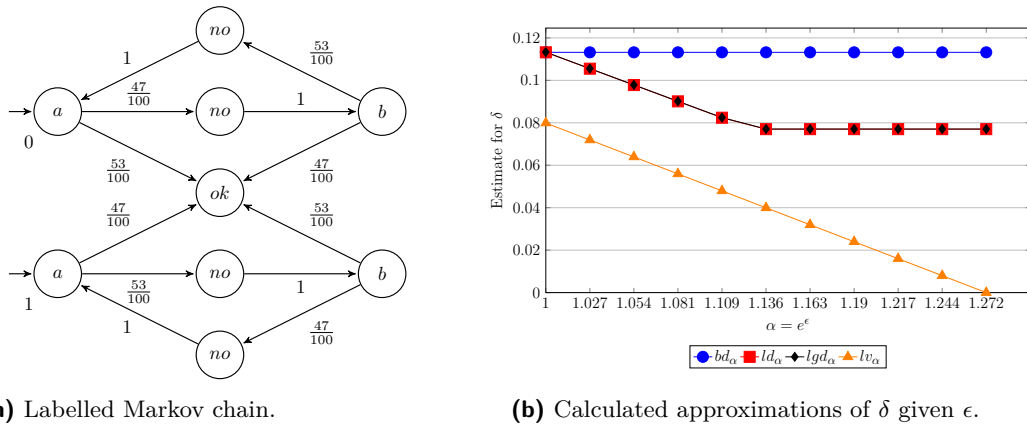 no
1
53/100
47/100
a
no
1
b
0
53/100
47/100
ok
47/100
53/100
a
no
1
b
1
53/100
1
47/100
no
) Labelled Markov chain.
Estimate for δ
0.12
0.1
0.08
0.06
0.04
0.02
0
1 1.027 1.054 1.081 1.109 1.136 1.163 1.19 1.217 1.244 1.272
α = e^ϵ
bd_α ld_α lgd_α lv_α
(b) Calculated approximations of δ given ϵ.